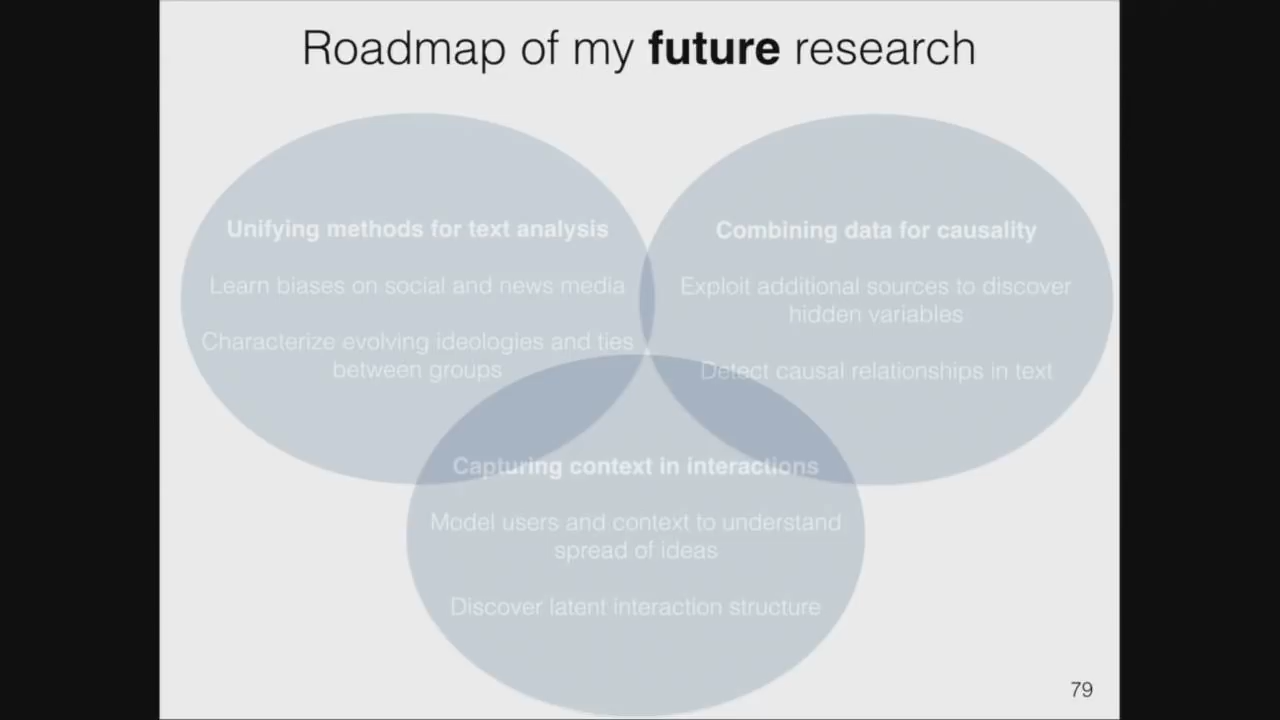 Roadmap of my future research
Unifying methods for text analysis
Learn biases on social and news media
Characterize evolving ideologies and ties
between groups
Combining data for causality
Exploit additional sources to discover
hidden variables
Detect causal relationships in text
Capturing context in interactions
Model users and context to understand
spread of ideas
Discover latent interaction structure
79